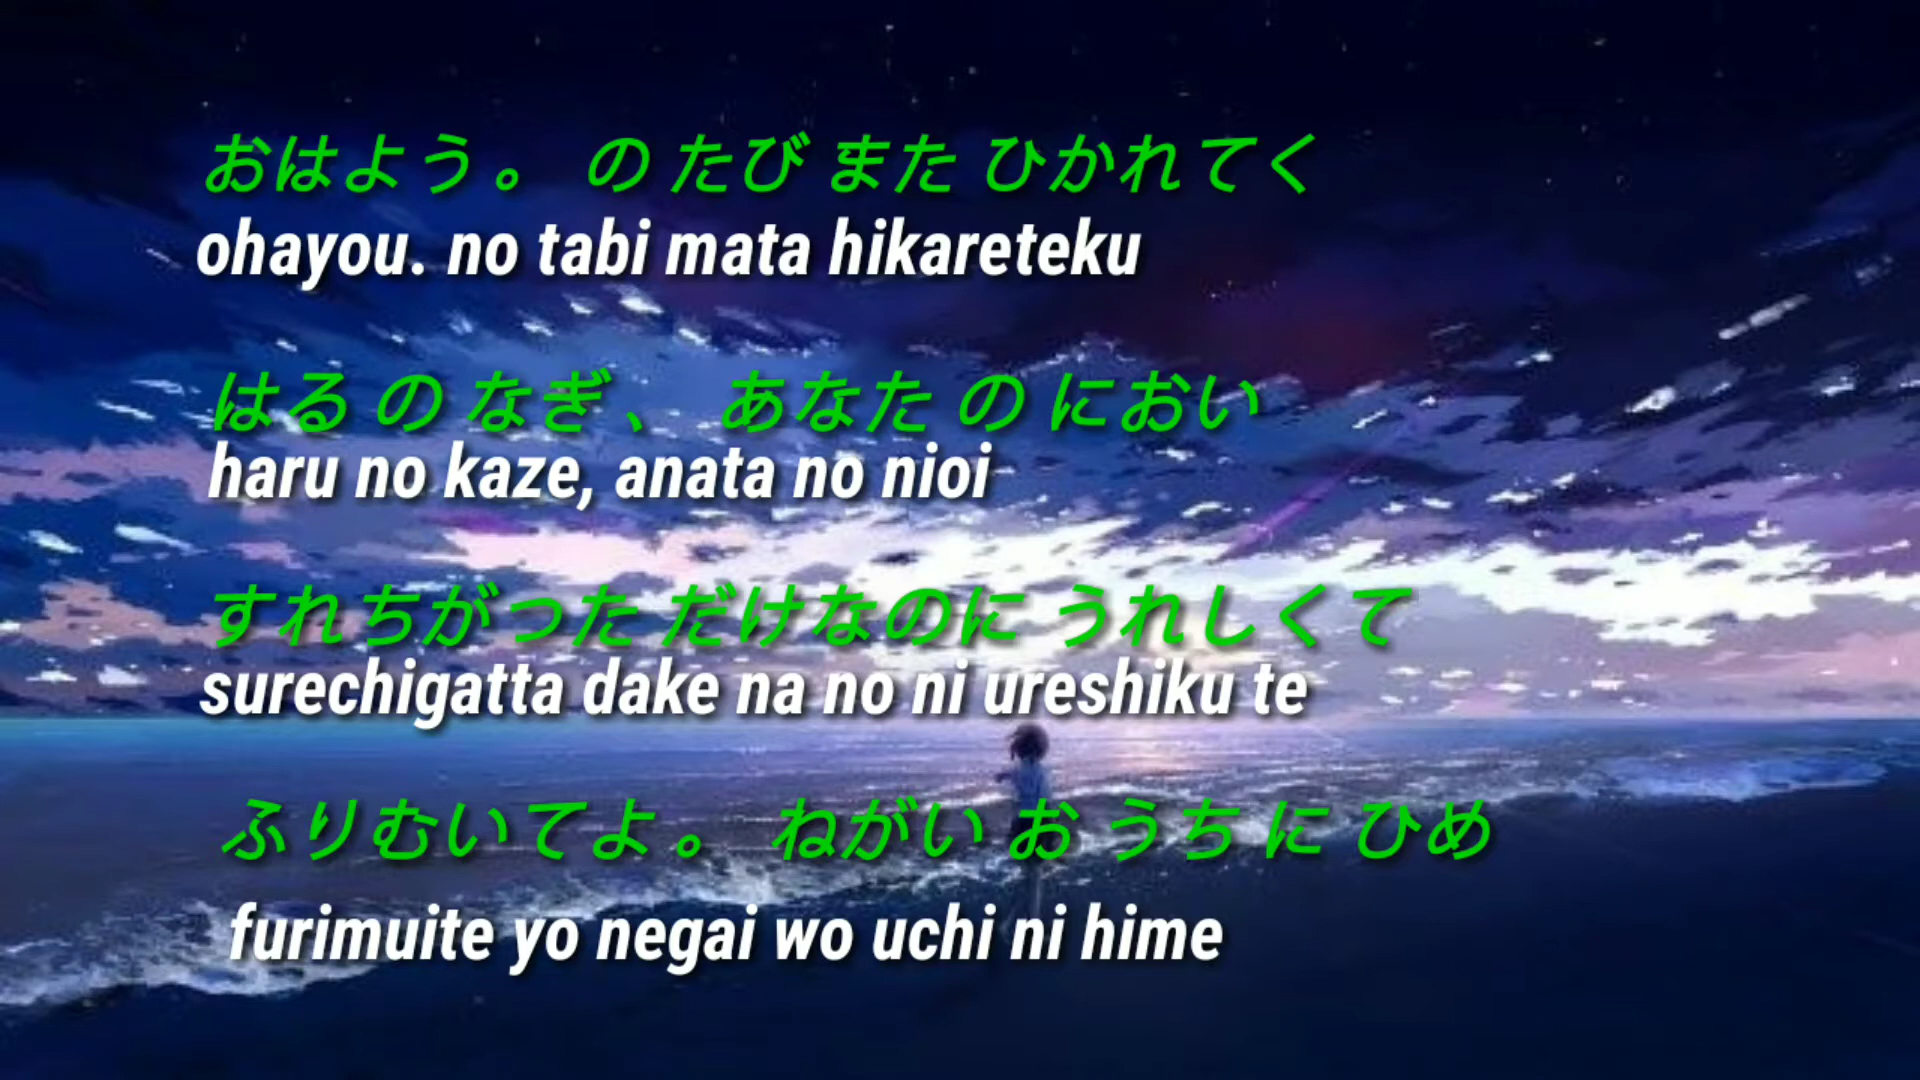 おはよう。 の たび また ひかれてく
ohayou. no tabi mata hikareteku
はる の なぎ、 あなた の におい
haru no kaze, anata no nioi
すれちがった だけなのに うれしくて
surechigatta dake na no ni ureshiku te
ふりむいてよ。 ねがい お うち に ひめ
furimuite yo negai wo uchi ni hime